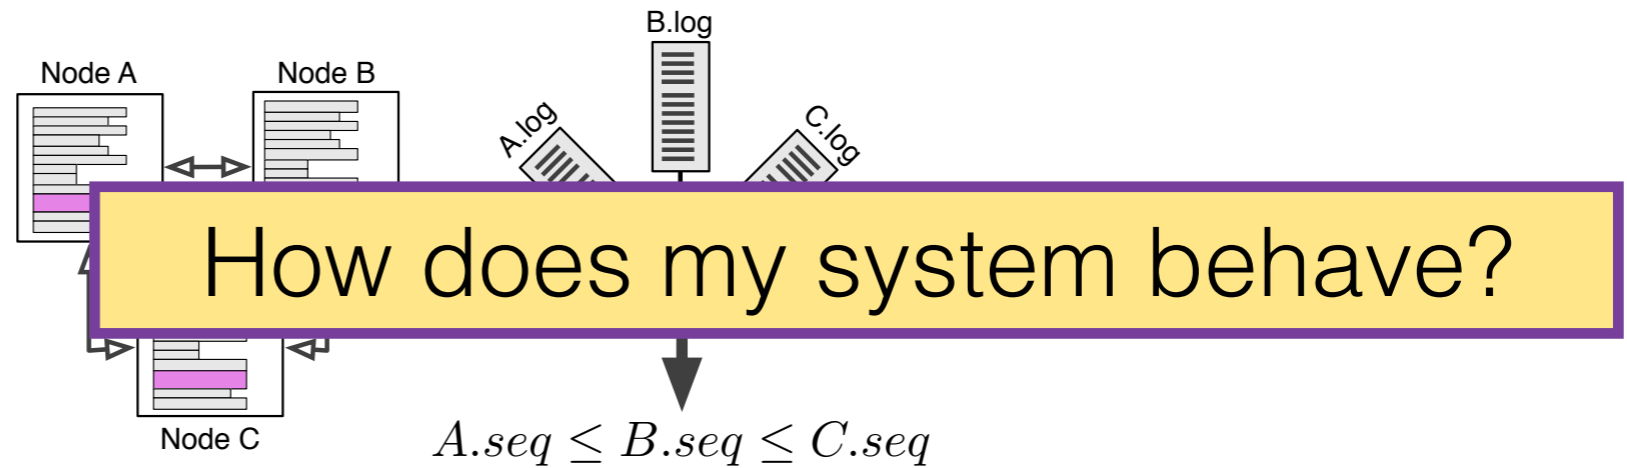 B.log
Node A
Node B
A.log
C.log
How does my system behave?
Node C
A.seq ≤ B.seq ≤ C.seq